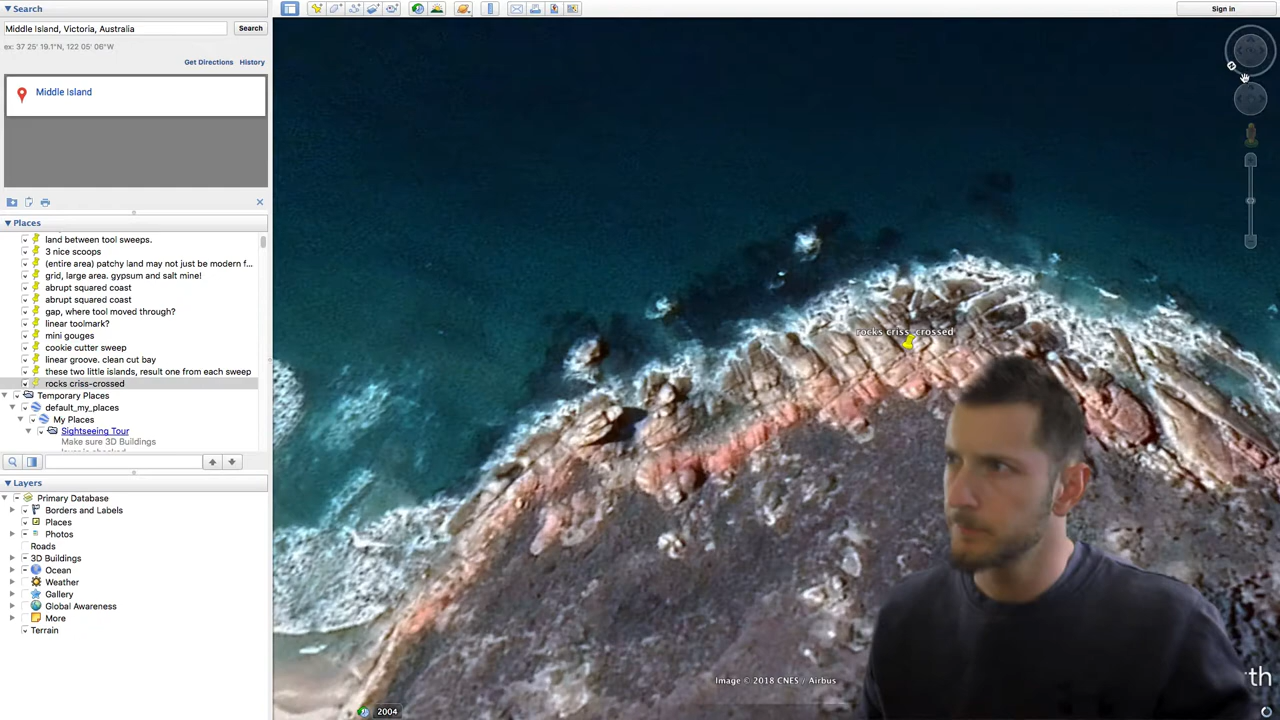 Search
Sign in
Middle Island, Victoria, Australia
Search
ex: 37 25' 19.1"N, 122 05' 06"W
Get Directions
History
Middle Island
Places
land between tool sweeps.
3 nice scoops
(entire area) patchy land may not just be modern f...
grid, large area. gypsum and salt mine!
abrupt squared coast
abrupt squared coast
gap, where tool moved through?
linear toolmark?
mini gouges
cookie cutter sweep
linear groove. clean cut bay
these two little islands, result one from each sweep
rocks criss-crossed
Temporary Places
default_my_places
My Places
Sightseeing Tour
Make sure 3D Buildings
layer is checked
Layers
Primary Database
Borders and Labels
Places
Photos
Roads
3D Buildings
Ocean
Weather
Gallery
Global Awareness
More
Terrain
rocks criss-crossed
Image © 2018 CNES / Airbus
rth
2004